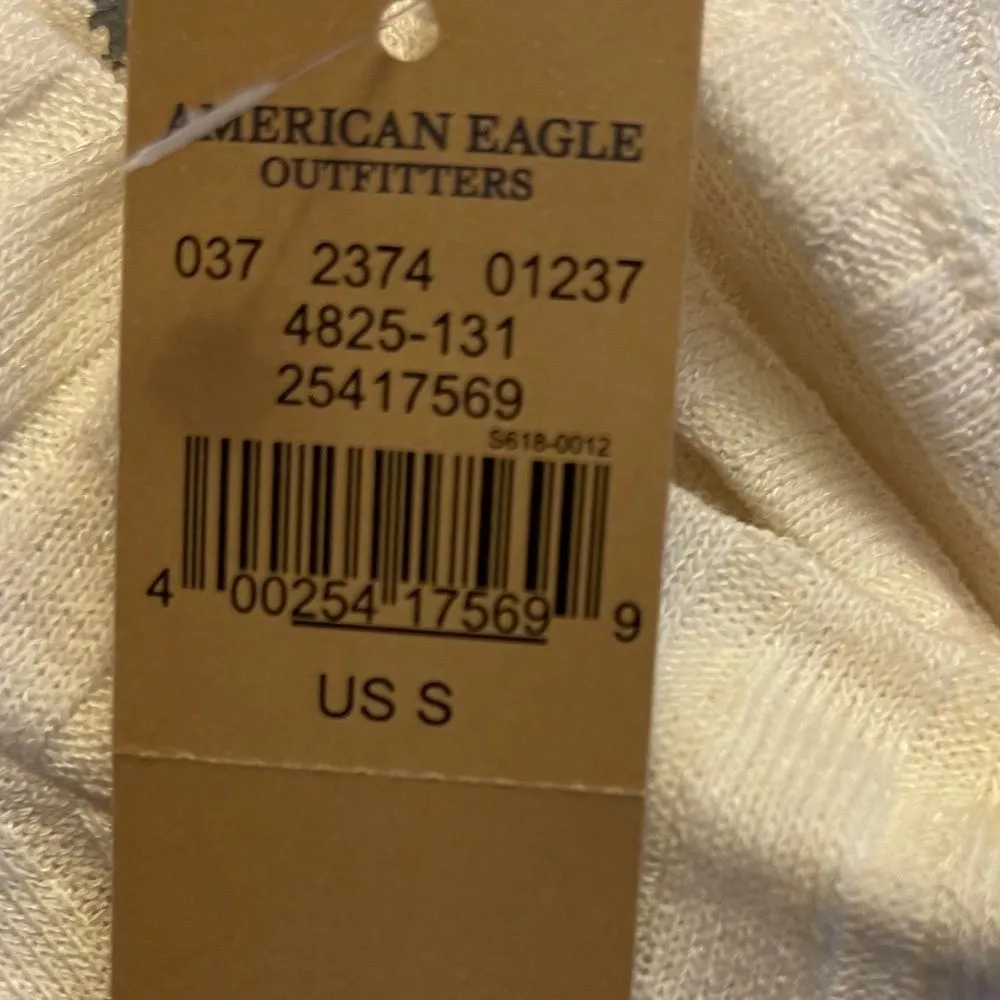 AMERICAN EAGLE
OUTFITTERS
037 2374 01237
4825-131
25417569
S618-0012
4 00254 17569 9
US S